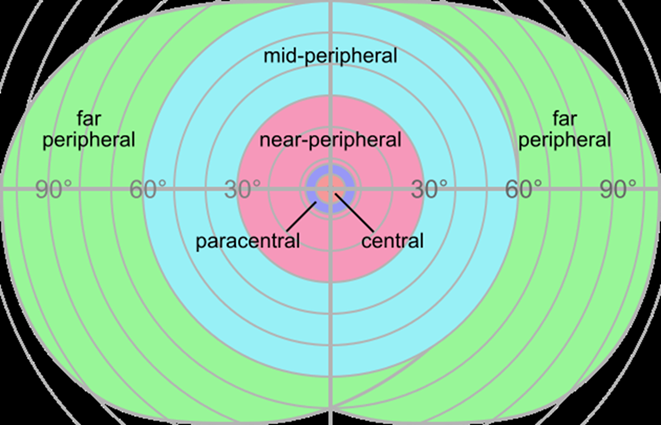 mid-peripheral
far
peripheral
far
peripheral
near-peripheral
90° 60° 30° 30° 60° 90°
paracentral
central